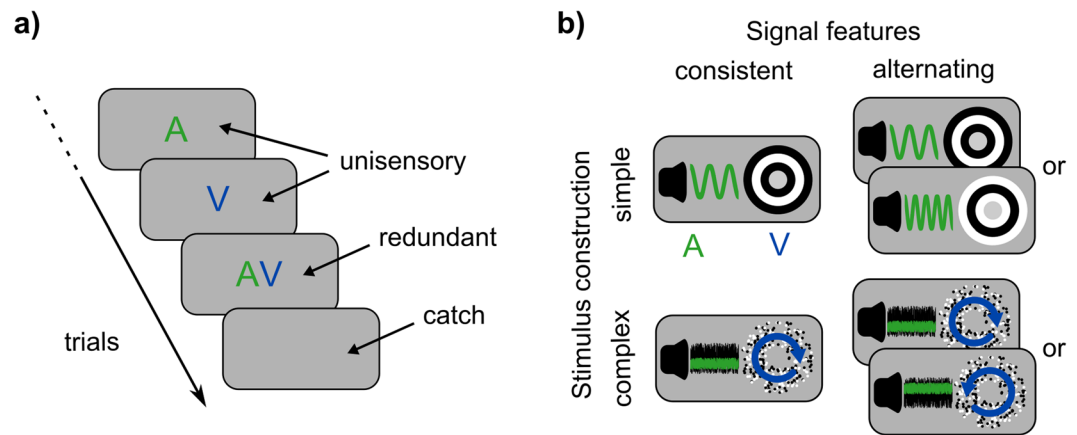 a)
A
unisensory
V
redundant
AV
catch
trials
b)
Signal features
consistent
alternating
Stimulus construction
simple
or
A
V
complex
or